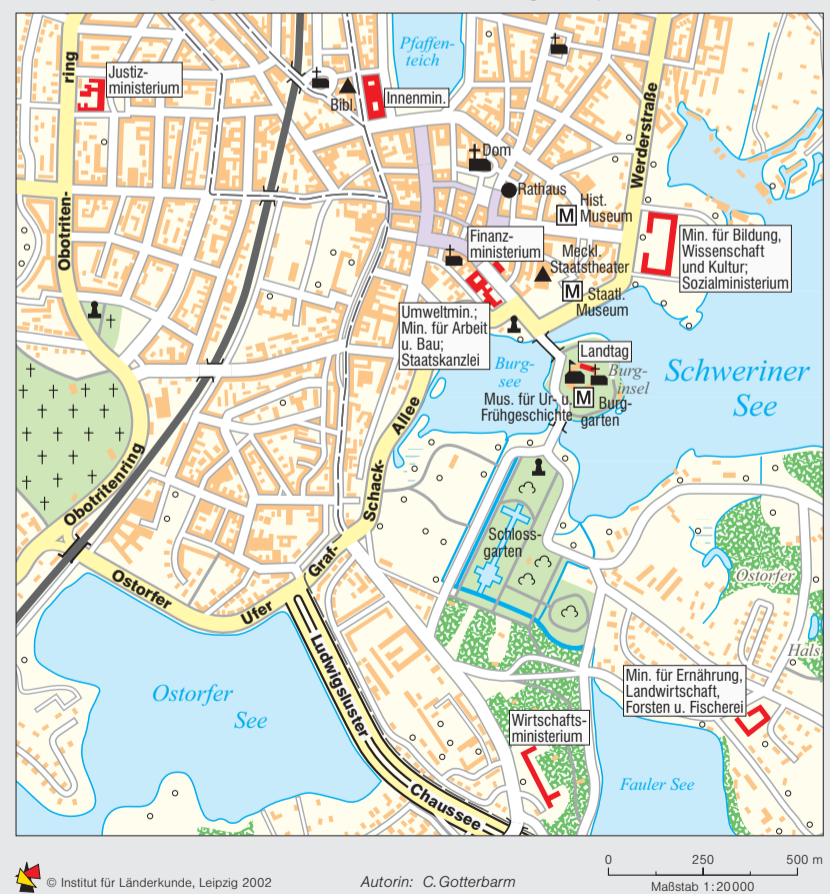 Pfaffen-
teich
ring
Justiz-
ministerium
Bibl.
Innenmin.
Werderstraße
Dom
Rathaus
M
Hist.
Museum
Obotriten-
Finanz-
ministerium
Meckl.
Staatstheater
Min. für Bildung,
Wissenschaft
und Kultur;
Sozialministerium
M
Staatl.
Museum
Umweltmin.;
Min. für Arbeit
u. Bau;
Staatskanzlei
Landtag
Burg-
see
Burg-
insel
Schweriner
See
Mus. für Ur- u.
Frühgeschichte
M
Burg-
garten
Allee
Schack-
Graf-
Obotritenring
Schloss-
garten
Ostorfer
Ufer
Ostorfer
Hals
Ludwigsluster
Chaussee
Ostorfer
See
Min. für Ernährung,
Landwirtschaft,
Forsten u. Fischerei
Wirtschafts-
ministerium
Fauler See
© Institut für Länderkunde, Leipzig 2002
Autorin: C. Gotterbarm
0 250 500 m
Maßstab 1:20000